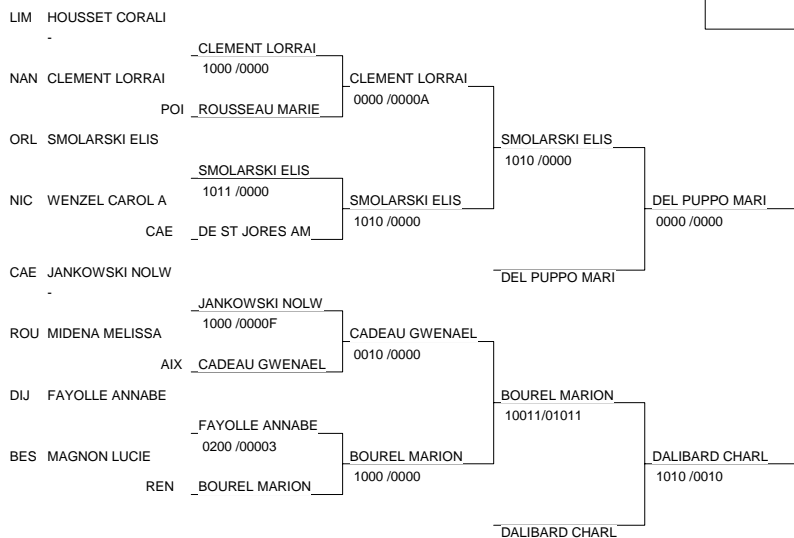 LIM HOUSSET CORALI
-
CLEMENT LORRAI
1000 /0000
NAN CLEMENT LORRAI
CLEMENT LORRAI
0000 /0000A
POI ROUSSEAU MARIE
ORL SMOLARSKI ELIS
SMOLARSKI ELIS
1010 /0000
SMOLARSKI ELIS
1011 /0000
NIC WENZEL CAROL A
SMOLARSKI ELIS
1010 /0000
DEL PUPPO MARI
0000 /0000
CAE DE ST JORES AM
CAE JANKOWSKI NOLW
-
DEL PUPPO MARI
JANKOWSKI NOLW
1000 /0000F
ROU MIDENA MELISSA
CADEAU GWENAEL
0010 /0000
AIX CADEAU GWENAEL
DIJ FAYOLLE ANNABE
BOUREL MARION
10011/01011
FAYOLLE ANNABE
0200 /00003
BES MAGNON LUCIE
BOUREL MARION
1000 /0000
DALIBARD CHARL
1010 /0010
REN BOUREL MARION
DALIBARD CHARL